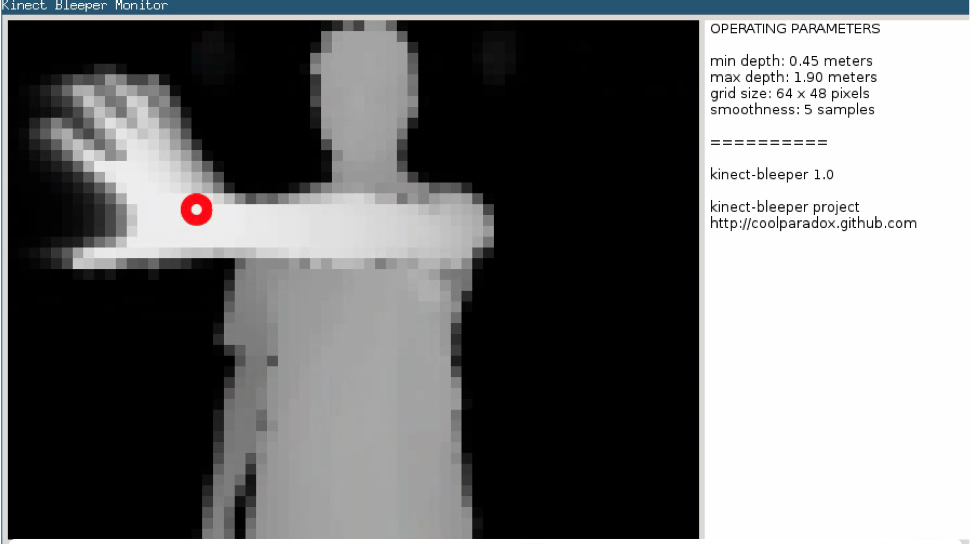 Kinect Bleeper Monitor
OPERATING PARAMETERS
min depth: 0.45 meters
max depth: 1.90 meters
grid size: 64 x 48 pixels
smoothness: 5 samples
==========
kinect-bleeper 1.0
kinect-bleeper project
http://coolparadox.github.com